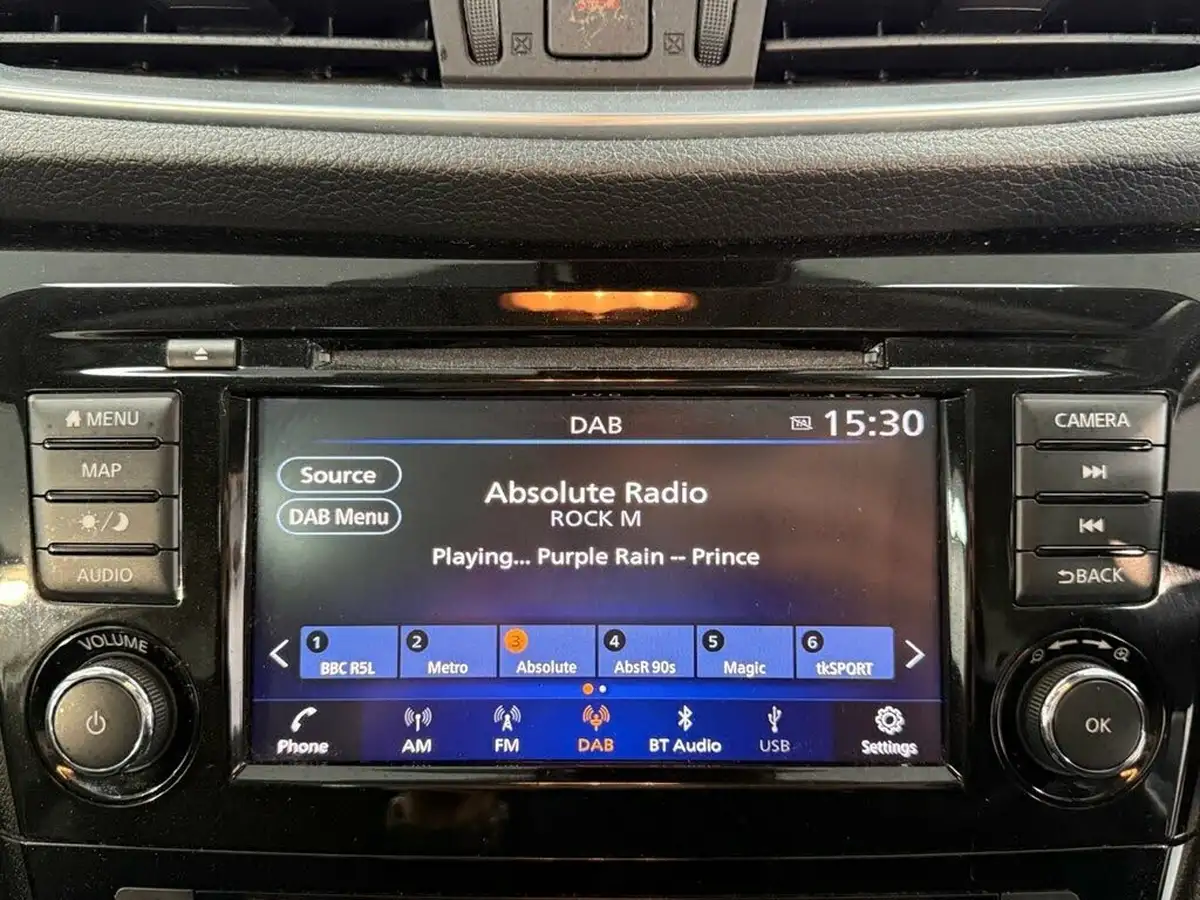 DAB
TA
15:30
Source
DAB Menu
Absolute Radio
ROCK M
Playing... Purple Rain -- Prince
1 BBC R5L
2 Metro
3 Absolute
4 AbsR 90s
5 Magic
6 tkSPORT
Phone
AM
FM
DAB
BT Audio
USB
Settings
MENU
MAP
AUDIO
VOLUME
CAMERA
BACK
OK